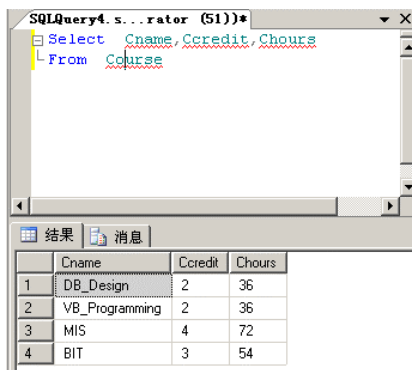 SQLQuery4.s...rator (51))*
Select Cname,Ccredit,Chours
From Course
结果 消息
Cname Ccredit Chours
1 DB_Design 2 36
2 VB_Programming 2 36
3 MIS 4 72
4 BIT 3 54